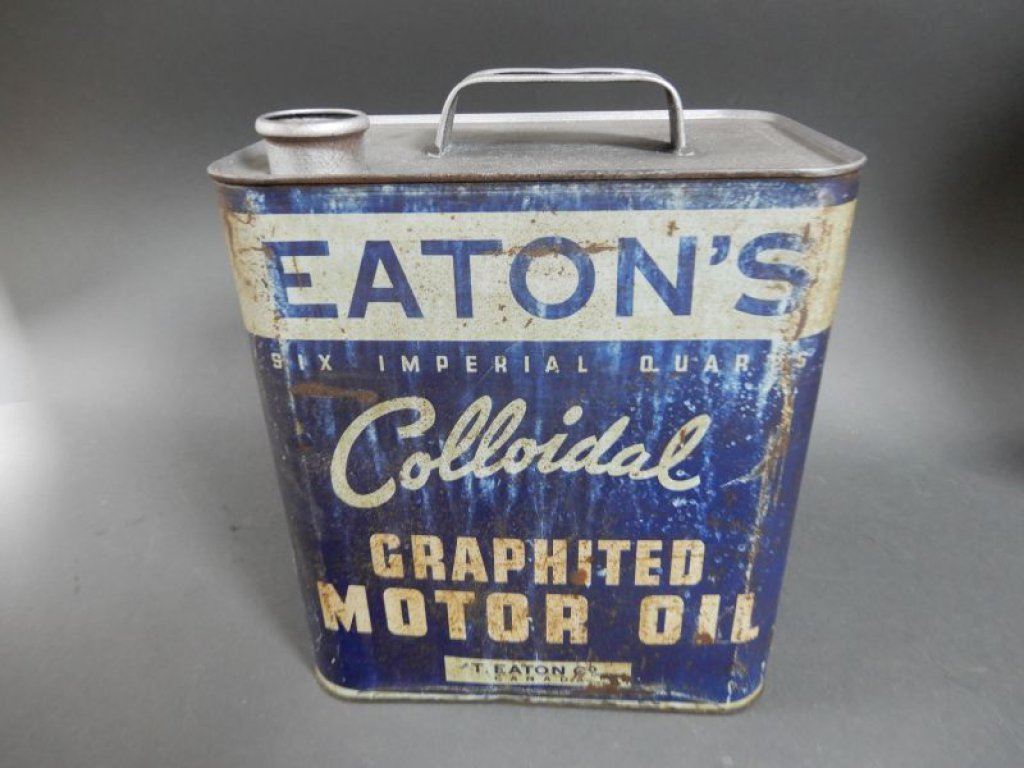 EATON'S
SIX IMPERIAL QUARTS
Colloidal
GRAPHITED
MOTOR OIL
T. EATON Co
CANADA